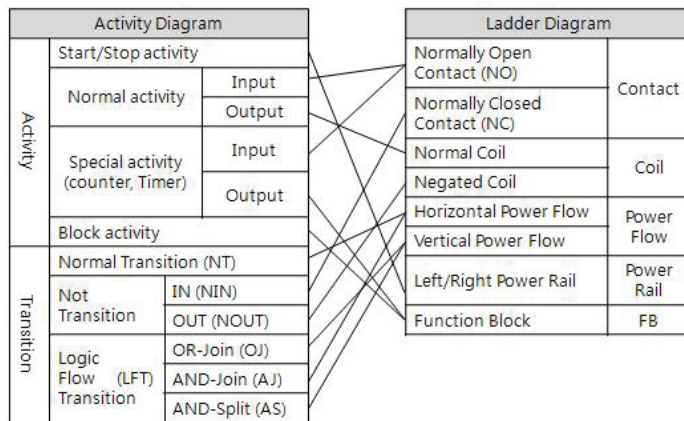 Activity Diagram
Activity
Start/Stop activity
Normal activity
Input
Output
Special activity
(counter, Timer)
Input
Output
Block activity
Transition
Normal Transition (NT)
Not
Transition
IN (NIN)
OUT (NOUT)
Logic
Flow (LFT)
Transition
OR-Join (OJ)
AND-Join (AJ)
AND-Split (AS)
Ladder Diagram
Normally Open
Contact (NO)
Normally Closed
Contact (NC)
Contact
Normal Coil
Negated Coil
Coil
Horizontal Power Flow
Vertical Power Flow
Power
Flow
Left/Right Power Rail
Power
Rail
Function Block
FB